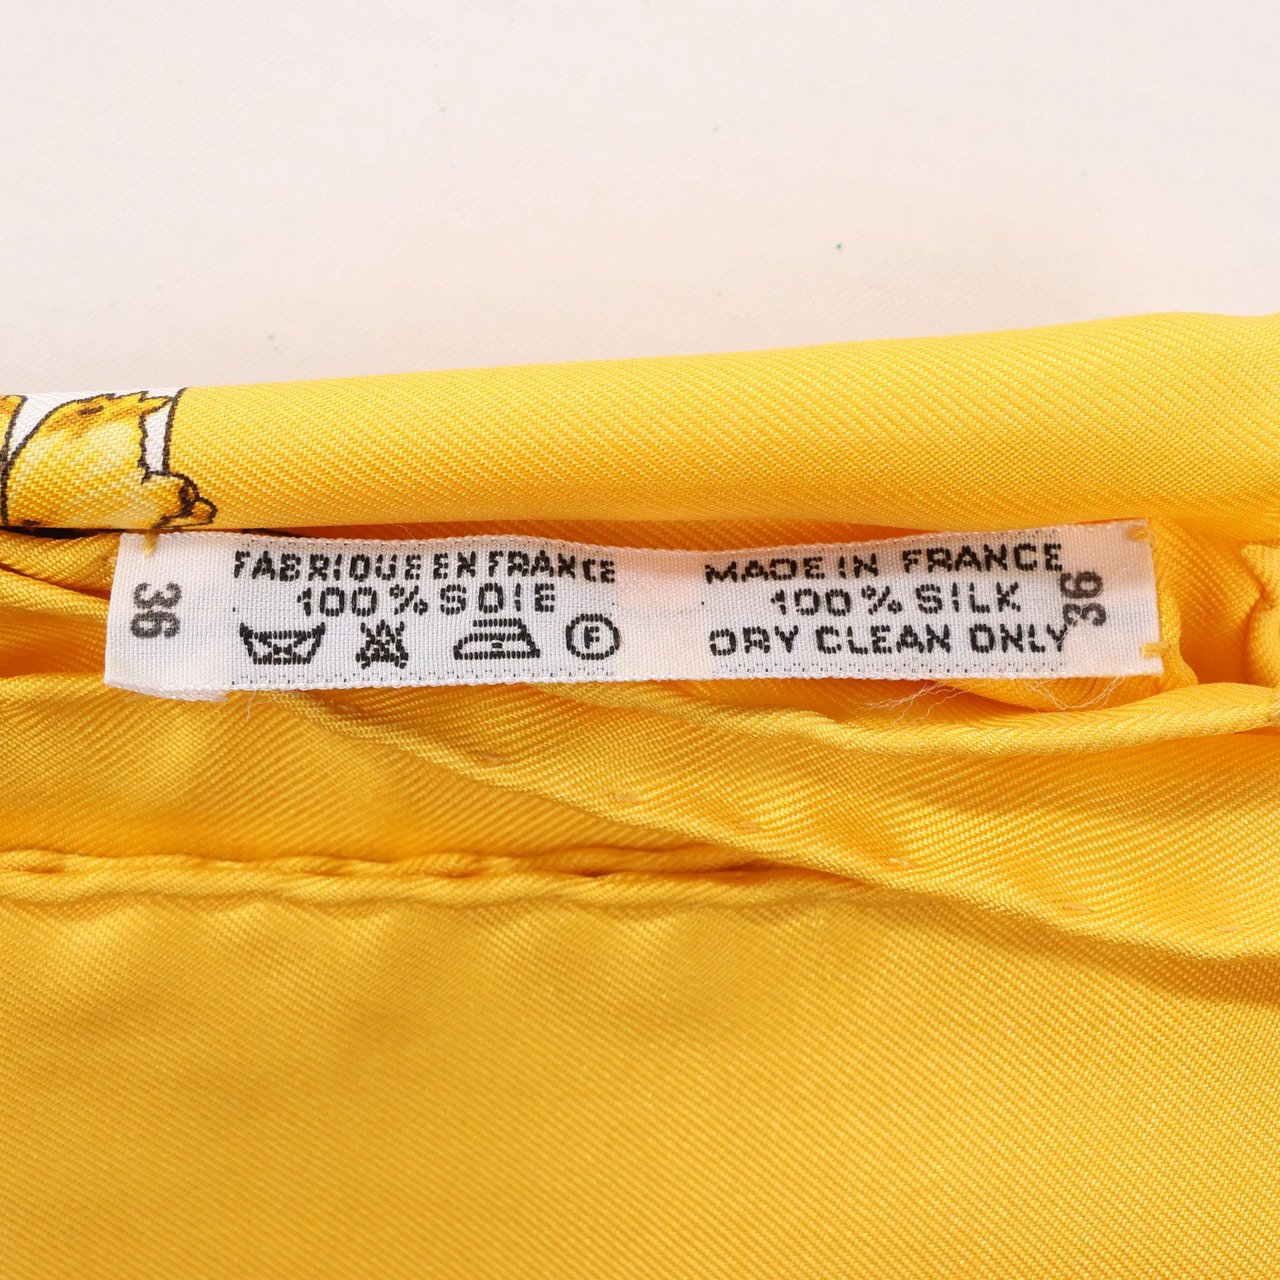 36
FABRIQUE EN FRANCE
100% SOIE
F
MADE IN FRANCE
100% SILK
DRY CLEAN ONLY
36